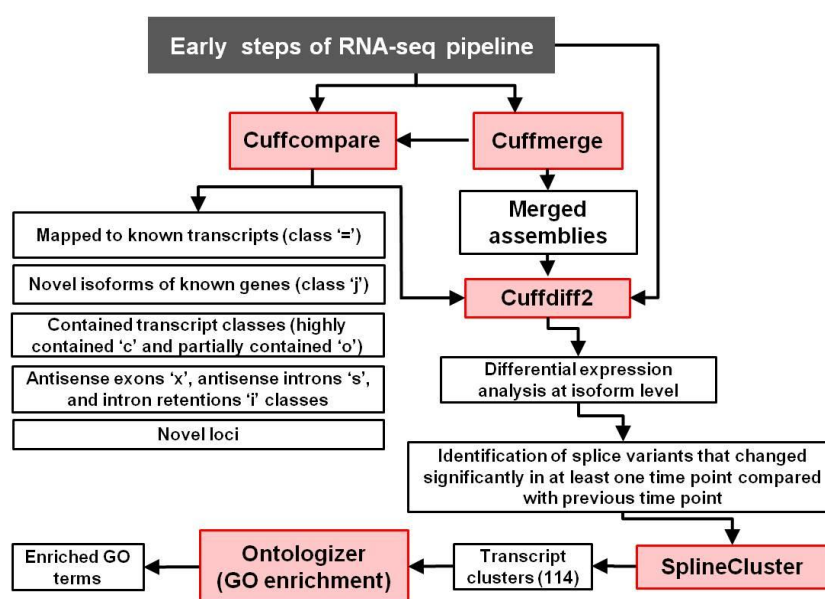 Early steps of RNA-seq pipeline
Cuffcompare
Cuffmerge
Merged
assemblies
Mapped to known transcripts (class ‘=’)
Novel isoforms of known genes (class ‘j’)
Contained transcript classes (highly
contained ‘c’ and partially contained ‘o’)
Antisense exons ‘x’, antisense introns ‘s’,
and intron retentions ‘i’ classes
Novel loci
Cuffdiff2
Differential expression
analysis at isoform level
Identification of splice variants that changed
significantly in at least one time point compared
with previous time point
SplineCluster
Transcript
clusters (114)
Ontologizer
(GO enrichment)
Enriched GO
terms